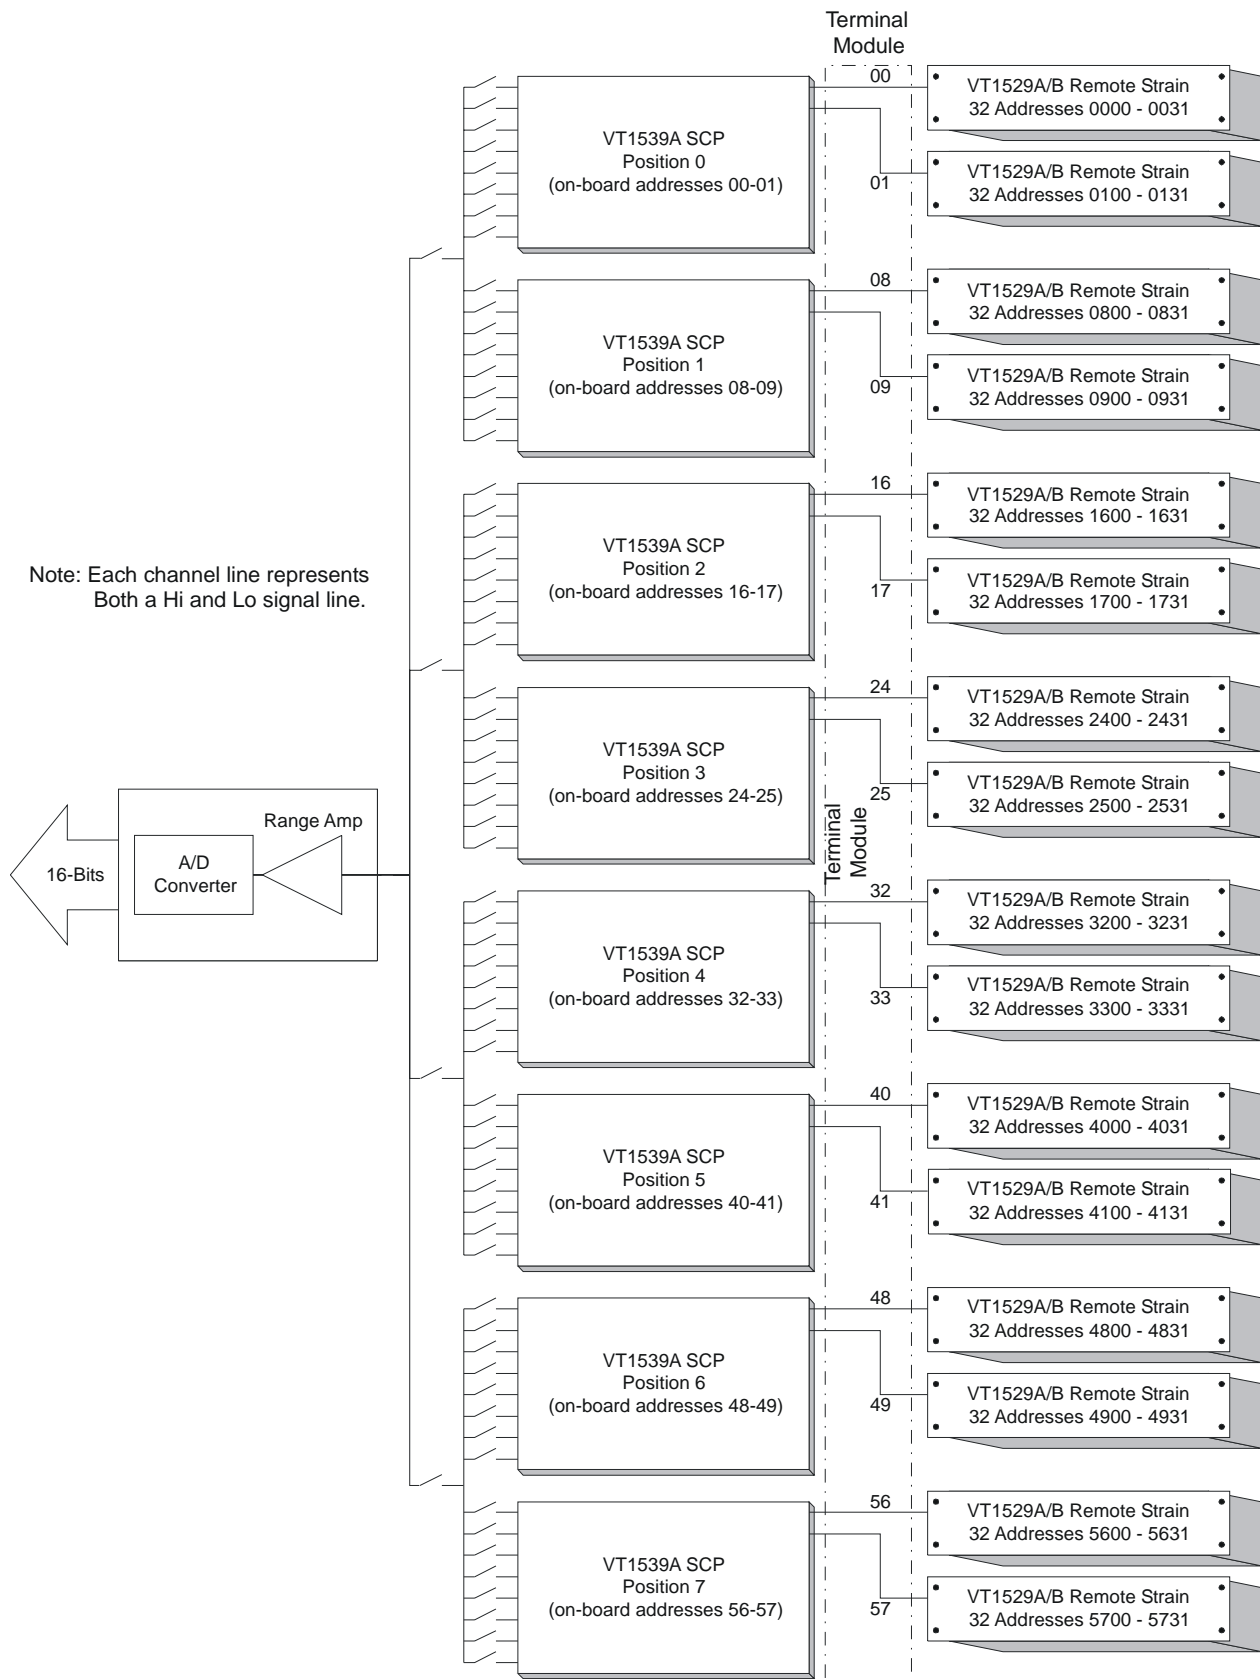 Terminal
Module
00
VT1529A/B Remote Strain
32 Addresses 0000 - 0031
VT1539A SCP
Position 0
(on-board addresses 00-01)
01
VT1529A/B Remote Strain
32 Addresses 0100 - 0131
08
VT1529A/B Remote Strain
32 Addresses 0800 - 0831
VT1539A SCP
Position 1
(on-board addresses 08-09)
09
VT1529A/B Remote Strain
32 Addresses 0900 - 0931
16
VT1529A/B Remote Strain
32 Addresses 1600 - 1631
VT1539A SCP
Position 2
(on-board addresses 16-17)
17
VT1529A/B Remote Strain
32 Addresses 1700 - 1731
Note: Each channel line represents
Both a Hi and Lo signal line.
24
VT1529A/B Remote Strain
32 Addresses 2400 - 2431
VT1539A SCP
Position 3
(on-board addresses 24-25)
25
VT1529A/B Remote Strain
32 Addresses 2500 - 2531
Terminal
Module
Range Amp
A/D
Converter
16-Bits
32
VT1529A/B Remote Strain
32 Addresses 3200 - 3231
VT1539A SCP
Position 4
(on-board addresses 32-33)
33
VT1529A/B Remote Strain
32 Addresses 3300 - 3331
40
VT1529A/B Remote Strain
32 Addresses 4000 - 4031
VT1539A SCP
Position 5
(on-board addresses 40-41)
41
VT1529A/B Remote Strain
32 Addresses 4100 - 4131
48
VT1529A/B Remote Strain
32 Addresses 4800 - 4831
VT1539A SCP
Position 6
(on-board addresses 48-49)
49
VT1529A/B Remote Strain
32 Addresses 4900 - 4931
56
VT1529A/B Remote Strain
32 Addresses 5600 - 5631
VT1539A SCP
Position 7
(on-board addresses 56-57)
57
VT1529A/B Remote Strain
32 Addresses 5700 - 5731